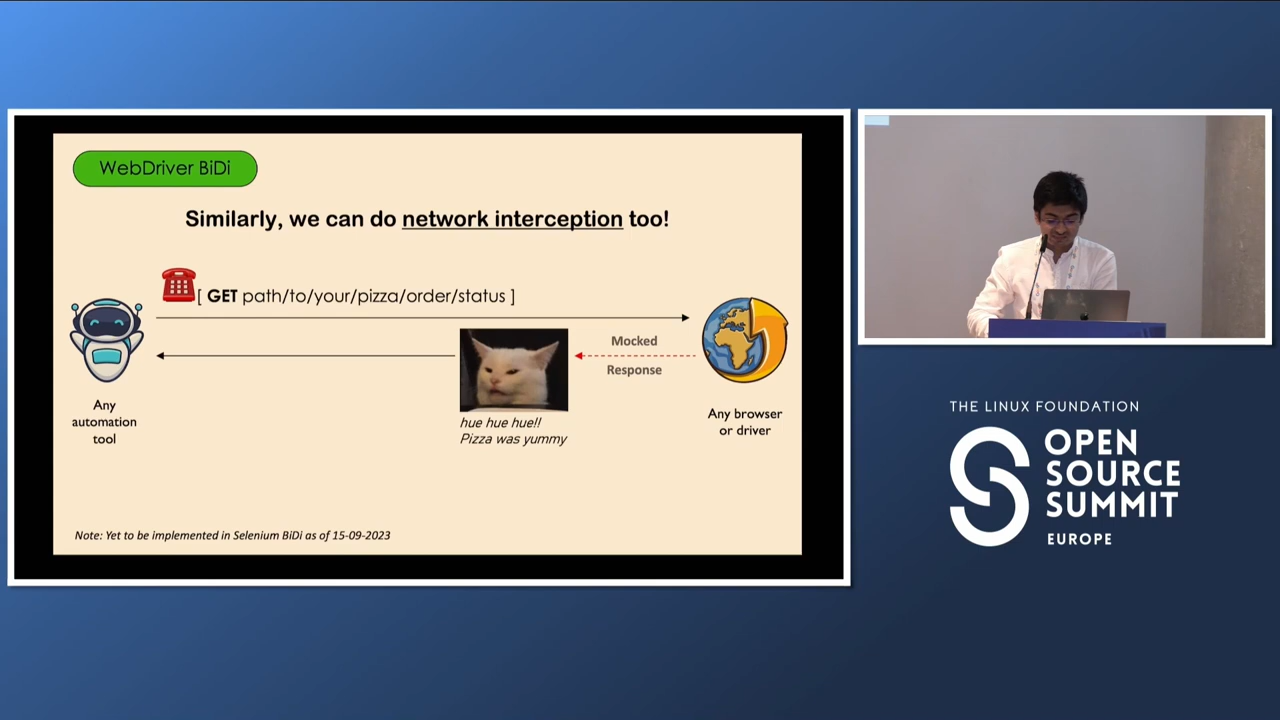 WebDriver BiDi
Similarly, we can do network interception too!
[ GET path/to/your/pizza/order/status ]
Mocked
Response
hue hue hue!!
Pizza was yummy
Any
automation
tool
Any browser
or driver
Note: Yet to be implemented in Selenium BiDi as of 15-09-2023
THE LINUX FOUNDATION
OPEN
SOURCE
SUMMIT
EUROPE